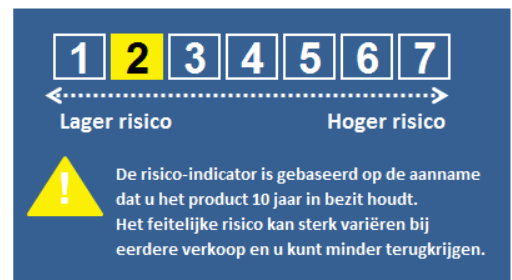 1 2 3 4 5 6 7
Lager risico Hoger risico
!
De risico-indicator is gebaseerd op de aanname
dat u het product 10 jaar in bezit houdt.
Het feitelijke risico kan sterk variëren bij
eerdere verkoop en u kunt minder terugkrijgen.